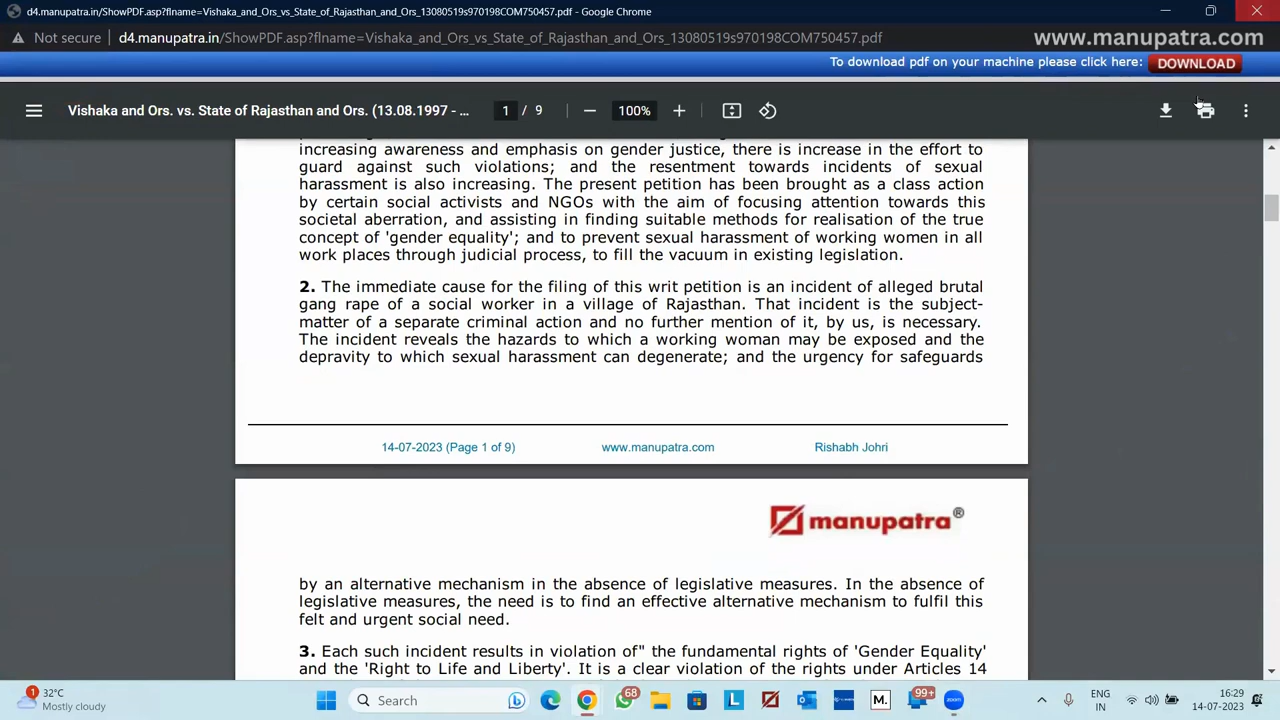 d4.manupatra.in/ShowPDF.asp?flname=Vishaka_and_Ors_vs_State_of_Rajasthan_and_Ors_13080519s970198COM750457.pdf - Google Chrome
Not secure d4.manupatra.in/ShowPDF.asp?flname=Vishaka_and_Ors_vs_State_of_Rajasthan_and_Ors_13080519s970198COM750457.pdf
www.manupatra.com
To download pdf on your machine please click here: DOWNLOAD
Vishaka and Ors. vs. State of Rajasthan and Ors. (13.08.1997 - ... 1 / 9 100%
increasing awareness and emphasis on gender justice, there is increase in the effort to
guard against such violations; and the resentment towards incidents of sexual
harassment is also increasing. The present petition has been brought as a class action
by certain social activists and NGOs with the aim of focusing attention towards this
societal aberration, and assisting in finding suitable methods for realisation of the true
concept of 'gender equality'; and to prevent sexual harassment of working women in all
work places through judicial process, to fill the vacuum in existing legislation.
2. The immediate cause for the filing of this writ petition is an incident of alleged brutal
gang rape of a social worker in a village of Rajasthan. That incident is the subject-
matter of a separate criminal action and no further mention of it, by us, is necessary.
The incident reveals the hazards to which a working woman may be exposed and the
depravity to which sexual harassment can degenerate; and the urgency for safeguards
14-07-2023 (Page 1 of 9) www.manupatra.com Rishabh Johri
manupatra®
by an alternative mechanism in the absence of legislative measures. In the absence of
legislative measures, the need is to find an effective alternative mechanism to fulfil this
felt and urgent social need.
3. Each such incident results in violation of" the fundamental rights of 'Gender Equality'
and the 'Right to Life and Liberty'. It is a clear violation of the rights under Articles 14
1 32°C
Mostly cloudy
Search
68
L
M.
99+
zoom
ENG
IN
16:29
14-07-2023